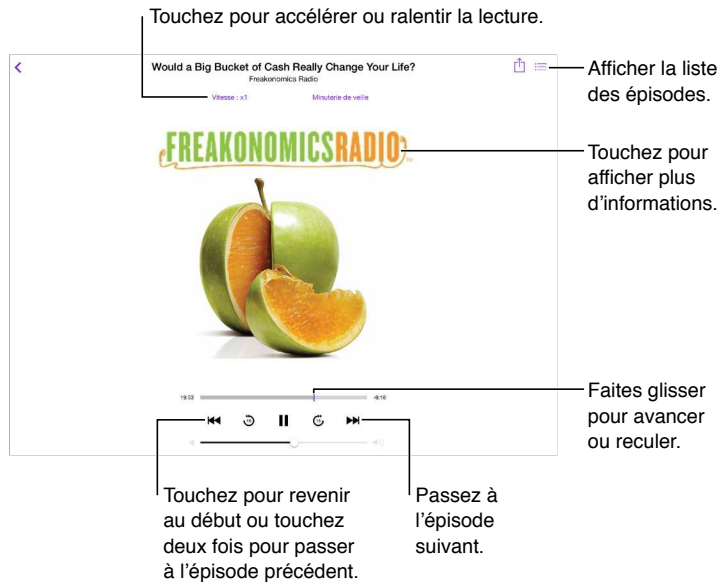 Touchez pour accélérer ou ralentir la lecture.
Would a Big Bucket of Cash Really Change Your Life?
Freakonomics Radio
Vitesse : x1
Minuterie de veille
Afficher la liste
des épisodes.
FREAKONOMICSRADIO
Touchez pour
afficher plus
d’informations.
19:53
-9:16
Faites glisser
pour avancer
ou reculer.
15
15
Touchez pour revenir
au début ou touchez
deux fois pour passer
à l’épisode précédent.
Passez à
l’épisode
suivant.